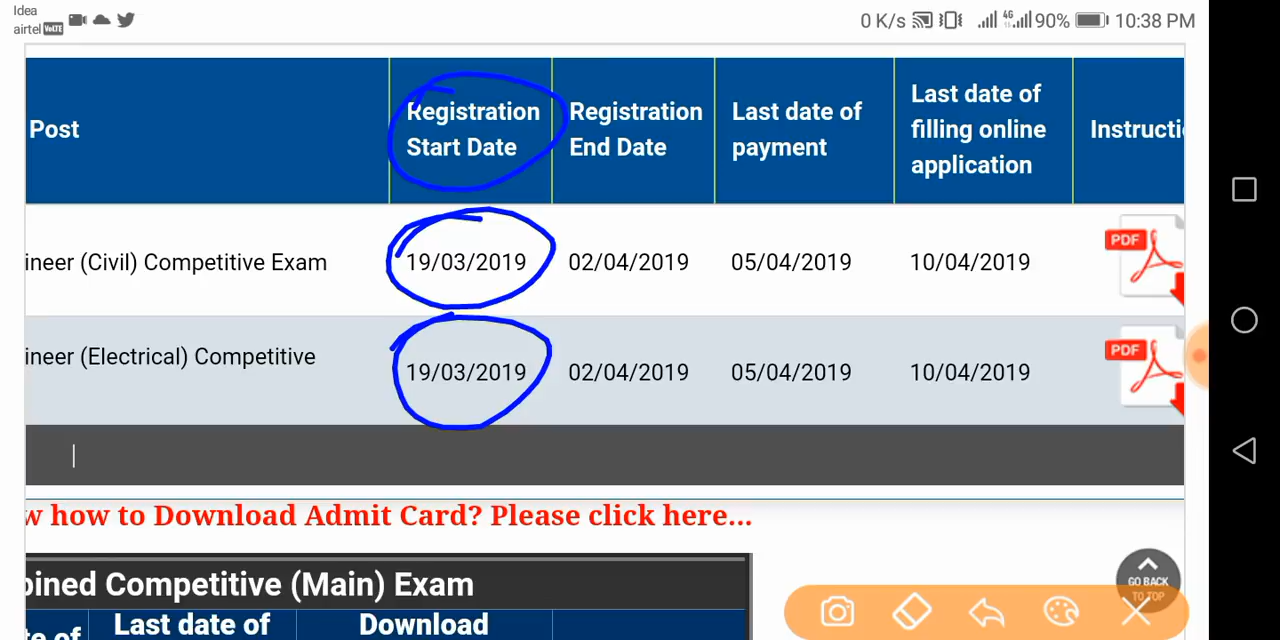 Idea
airtel VoLTE
0 K/s 4G 90% 10:38 PM
Post
Registration
Start Date
Registration
End Date
Last date of
payment
Last date of
filling online
application
Instructi
ineer (Civil) Competitive Exam 19/03/2019 02/04/2019 05/04/2019 10/04/2019 PDF
ineer (Electrical) Competitive 19/03/2019 02/04/2019 05/04/2019 10/04/2019 PDF
w how to Download Admit Card? Please click here...
bined Competitive (Main) Exam
te of
Last date of
Download
GO BACK
TO TOP